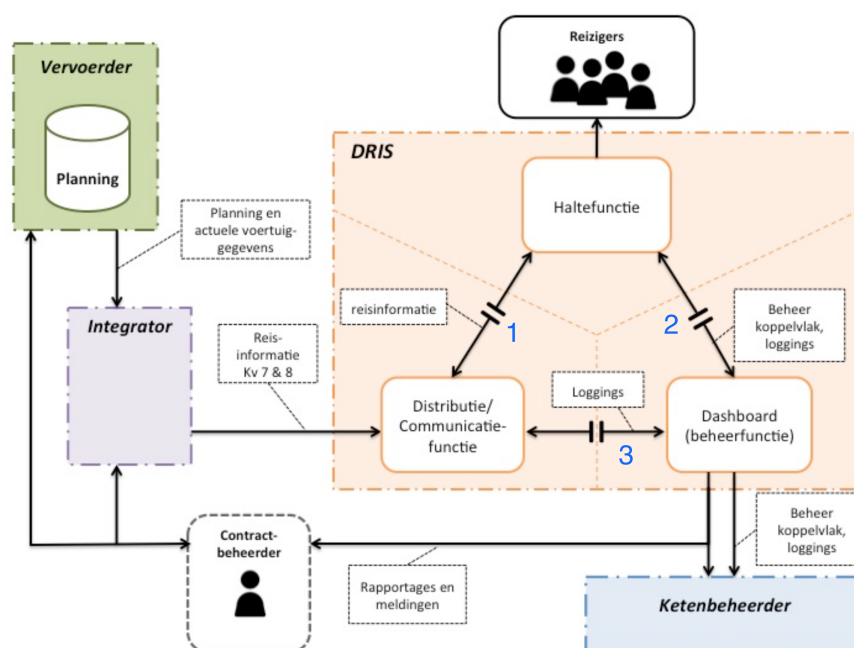 Reizigers
Vervoerder
Planning
DRIS
Haltefunctie
Planning en
actuele voertuig-
gegevens
Integrator
reisinformatie
1
2
Beheer
koppelvlak,
loggings
Reis-
informatie
Kv 7 & 8
Distributie/
Communicatie-
functie
Loggings
3
Dashboard
(beheerfunctie)
Contract-
beheerder
Rapportages en
meldingen
Beheer
koppelvlak,
loggings
Ketenbeheerder